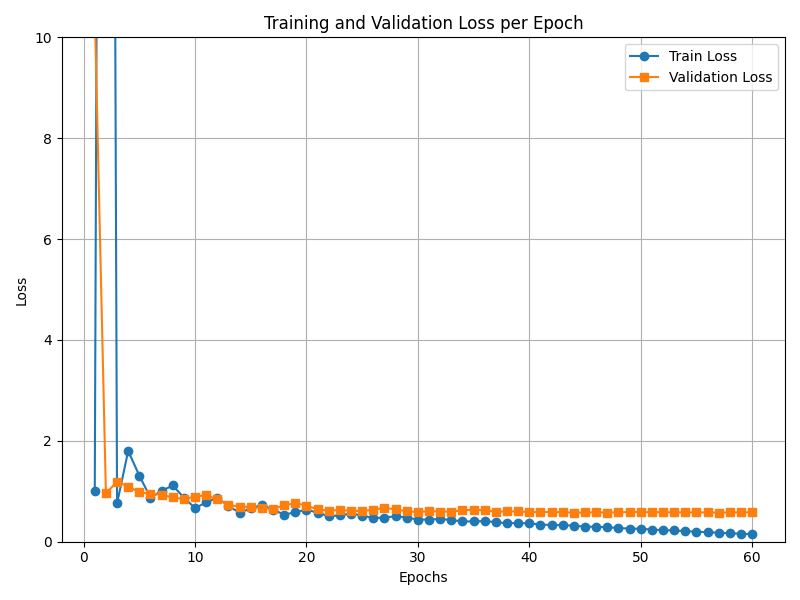 Training and Validation Loss per Epoch
Train Loss
Validation Loss
Loss
10
8
6
4
2
0
0 10 20 30 40 50 60
Epochs